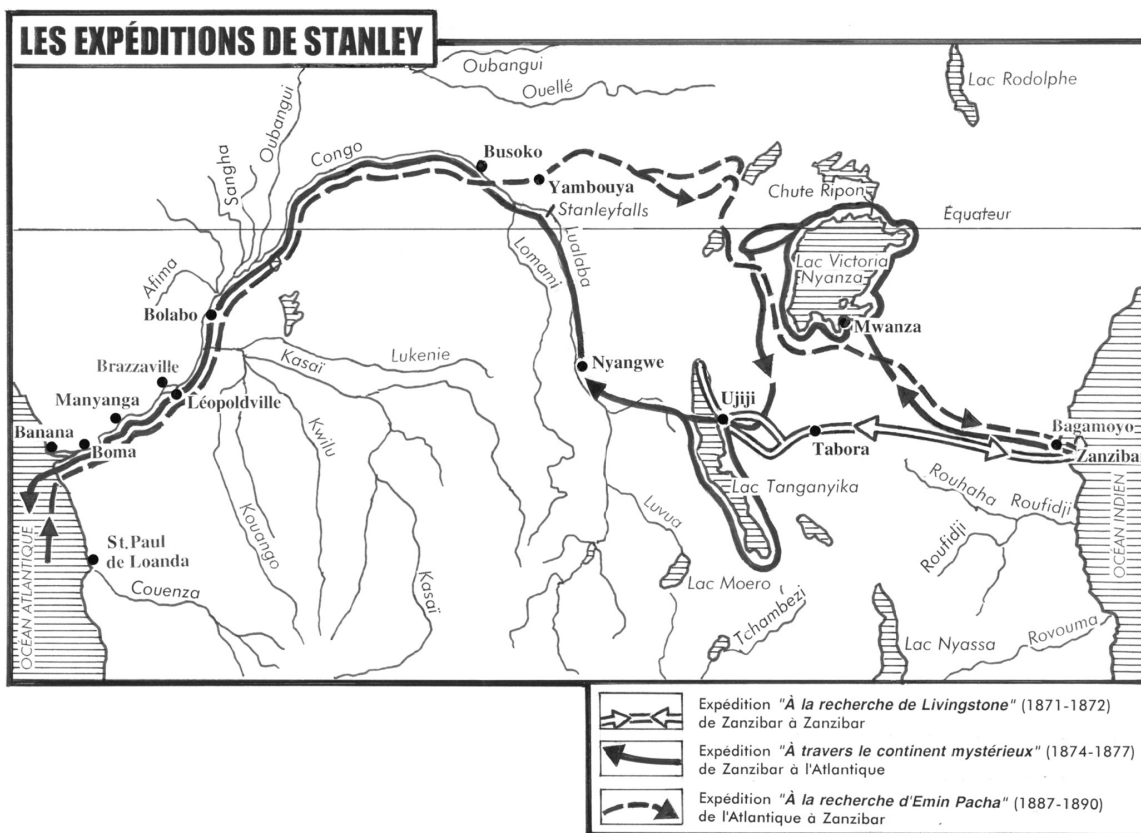 LES EXPÉDITIONS DE STANLEY
Oubangui
Ouellé
Lac Rodolphe
Oubangui
Sangha
Congo
Busoko
Yambouya
Stanleyfalls
Chute Ripon
Équateur
Afima
Lomami
Lualaba
Lac Victoria
Nyanza
Bolabo
Mwanza
Kasaï
Lukenie
Nyangwe
Brazzaville
Léopoldville
Manyanga
Ujiji
Banana
Boma
Tabora
Bagamoyo
Zanzibar
Kwilu
Lac Tanganyika
Rouhaha
Roufidji
Luvua
Kouango
Roufidji
OCÉAN ATLANTIQUE
St. Paul
de Loanda
OCÉAN INDIEN
Couenza
Kasaï
Lac Moero
Tchambézi
Lac Nyassa
Rovouma
Expédition "À la recherche de Livingstone" (1871-1872)
de Zanzibar à Zanzibar
Expédition "À travers le continent mystérieux" (1874-1877)
de Zanzibar à l'Atlantique
Expédition "À la recherche d'Emin Pacha" (1887-1890)
de l'Atlantique à Zanzibar